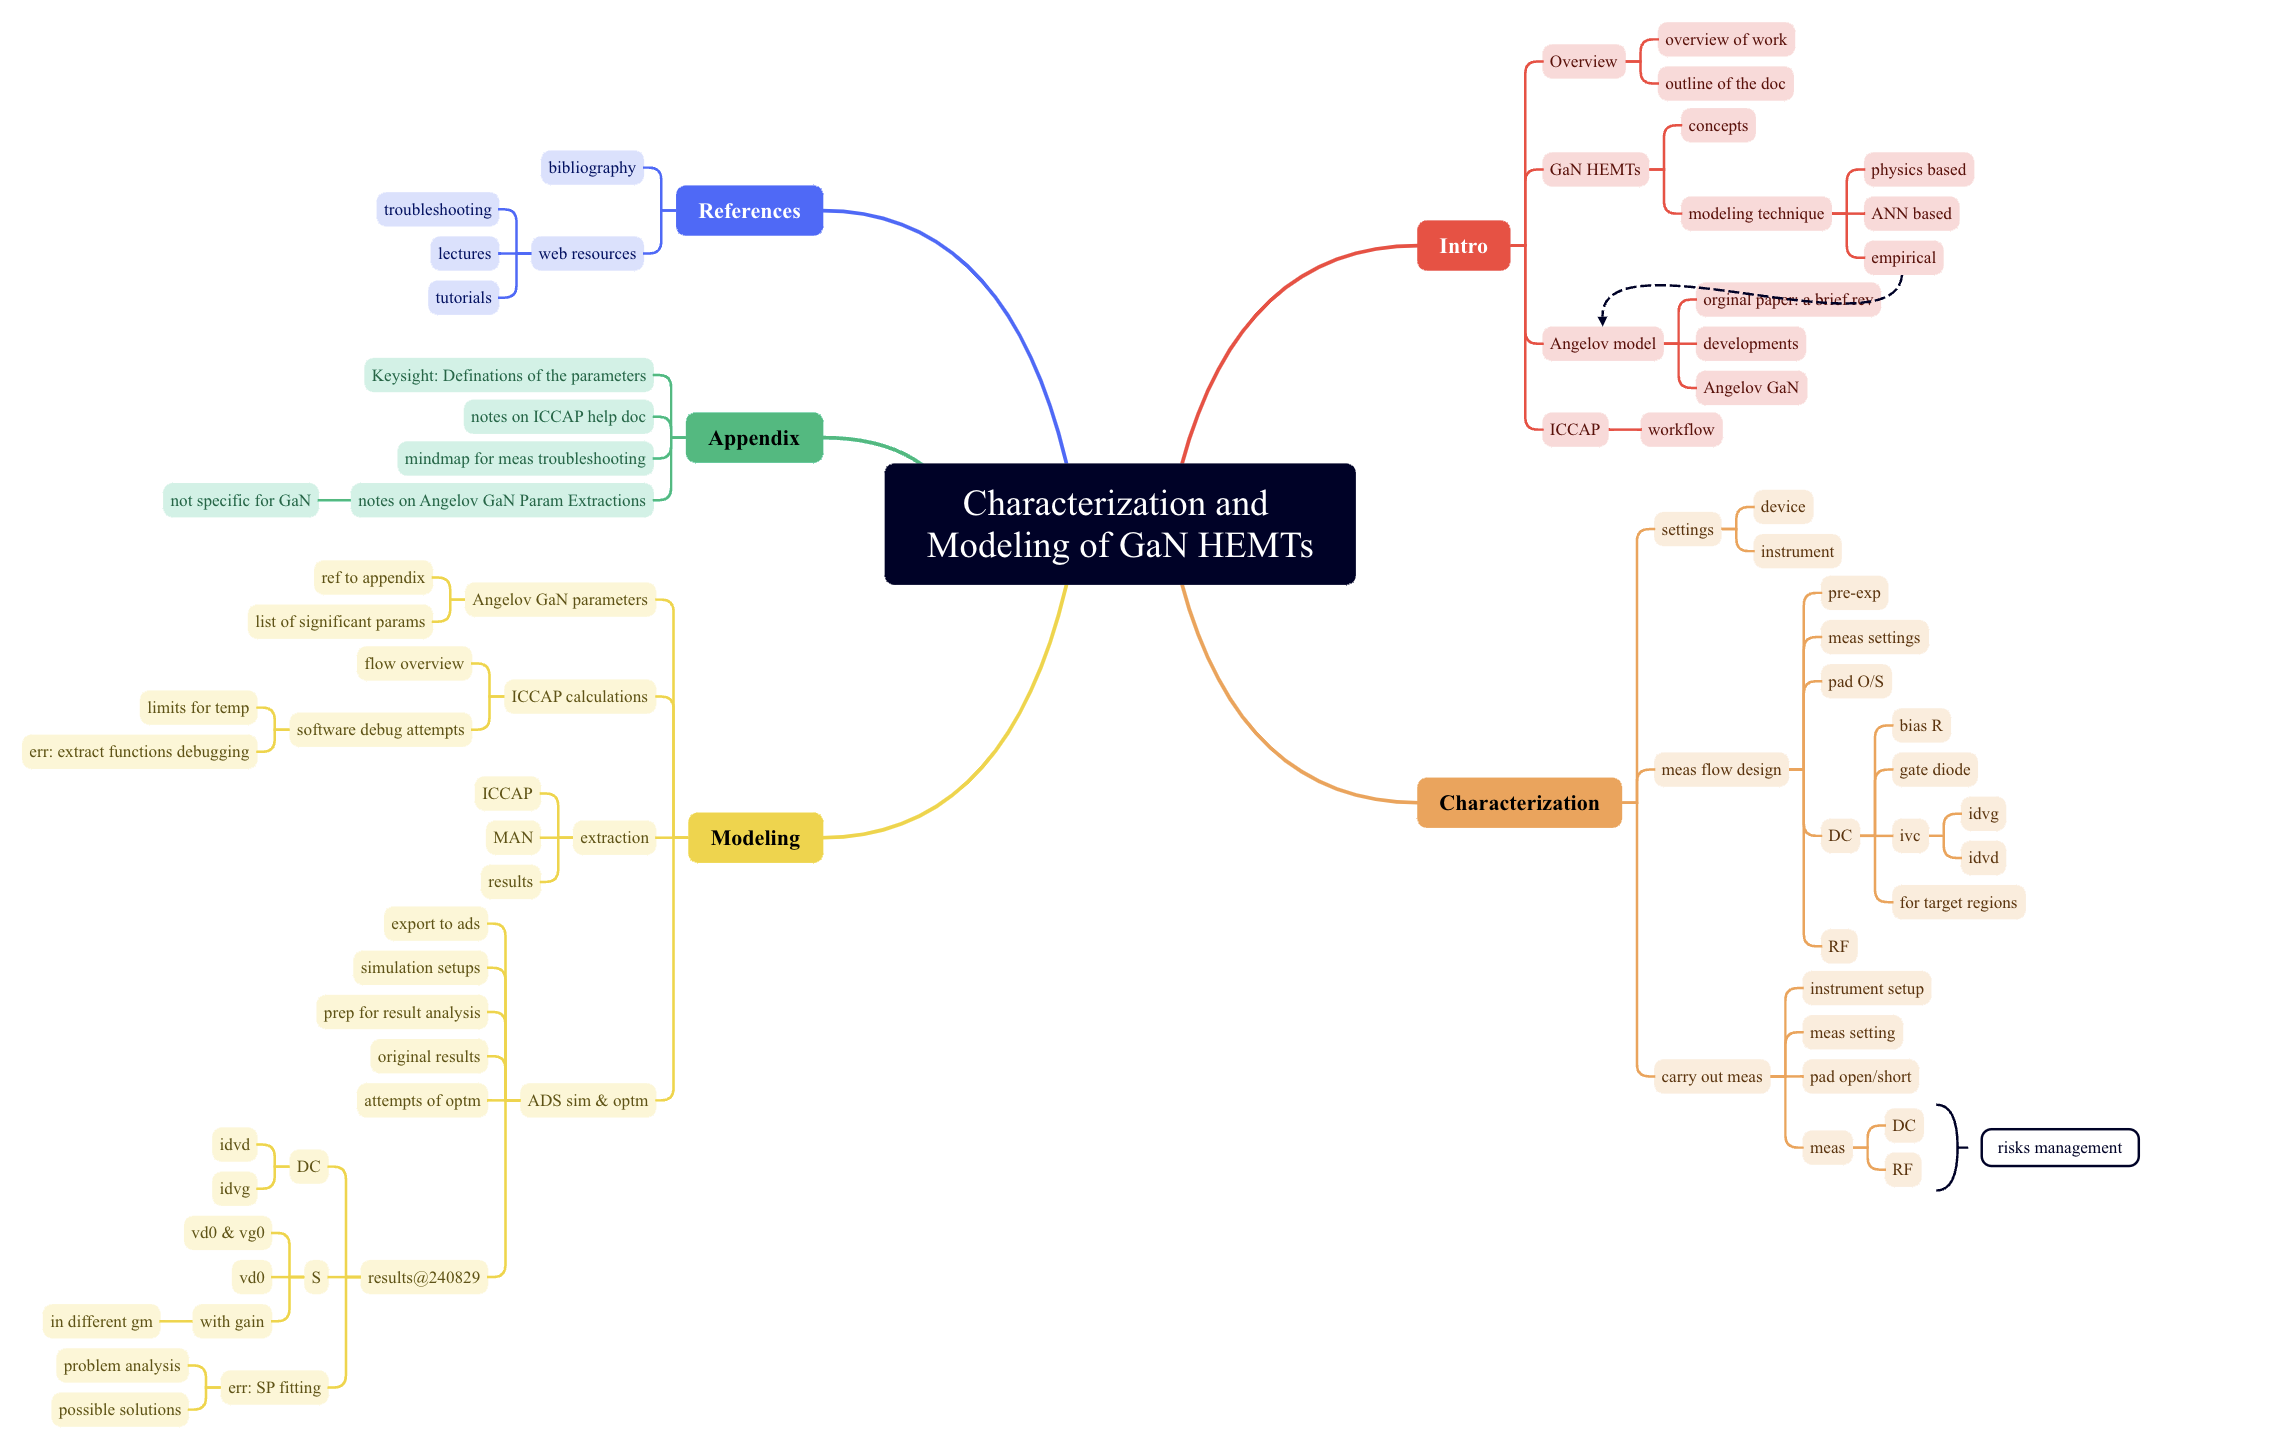 Characterization and
Modeling of GaN HEMTs
Intro
Overview
overview of work
outline of the doc
GaN HEMTs
concepts
modeling technique
physics based
ANN based
empirical
Angelov model
orginal paper: a brief rev
developments
Angelov GaN
ICCAP
workflow
Characterization
settings
device
instrument
meas flow design
pre-exp
meas settings
pad O/S
DC
bias R
gate diode
ivc
idvg
idvd
for target regions
RF
carry out meas
instrument setup
meas setting
pad open/short
meas
DC
RF
risks management
References
bibliography
web resources
troubleshooting
lectures
tutorials
Appendix
Keysight: Definations of the parameters
notes on ICCAP help doc
mindmap for meas troubleshooting
notes on Angelov GaN Param Extractions
not specific for GaN
Modeling
Angelov GaN parameters
ref to appendix
list of significant params
ICCAP calculations
flow overview
software debug attempts
limits for temp
err: extract functions debugging
extraction
ICCAP
MAN
results
ADS sim & optm
export to ads
simulation setups
prep for result analysis
original results
attempts of optm
results@240829
DC
idvd
idvg
S
vd0 & vg0
vd0
with gain
in different gm
err: SP fitting
problem analysis
possible solutions